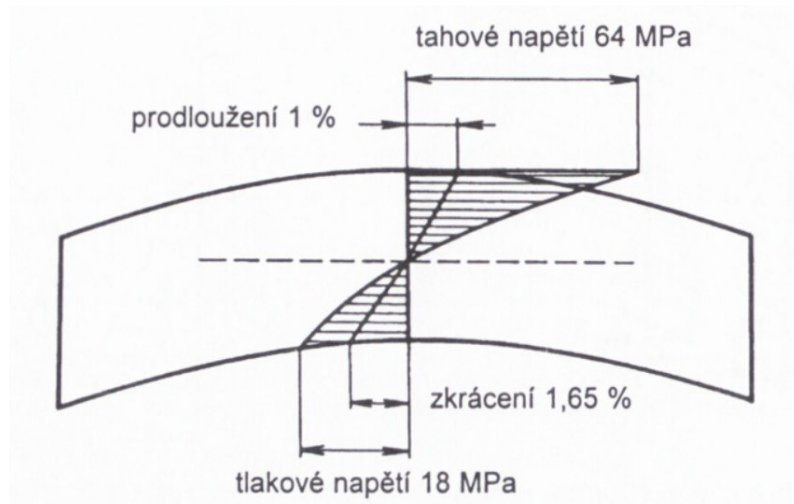 tahové napětí 64 MPa
prodloužení 1 %
zkrácení 1,65 %
tlakové napětí 18 MPa